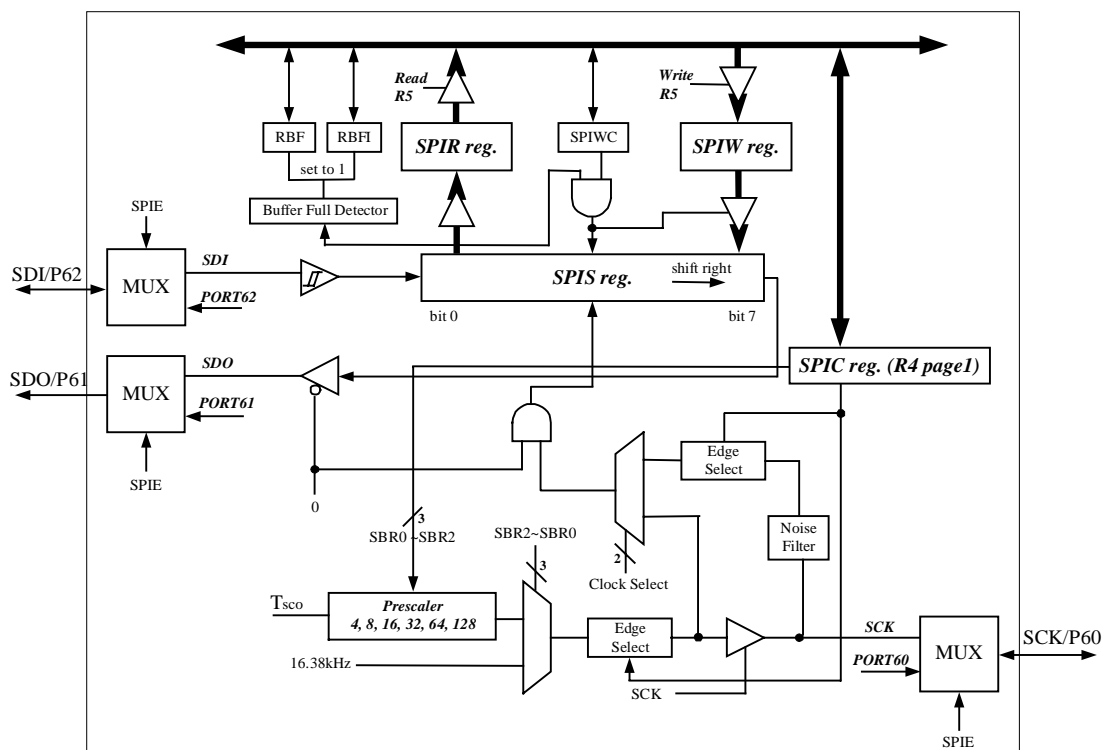 Read
R5
Write
R5
RBF
RBFI
SPIR reg.
SPIWC
SPIW reg.
set to 1
Buffer Full Detector
SPIE
SDI/P62
MUX
SDI
PORT62
SPIS reg.
shift right
bit 0
bit 7
SDO/P61
MUX
SDO
PORT61
SPIE
SPIC reg. (R4 page1)
Edge
Select
0
3
SBR0 ~SBR2
SBR2~SBR0
3
2
Clock Select
Noise
Filter
Tsco
Prescaler
4, 8, 16, 32, 64, 128
16.38kHz
Edge
Select
SCK
SCK
PORT60
MUX
SCK/P60
SPIE